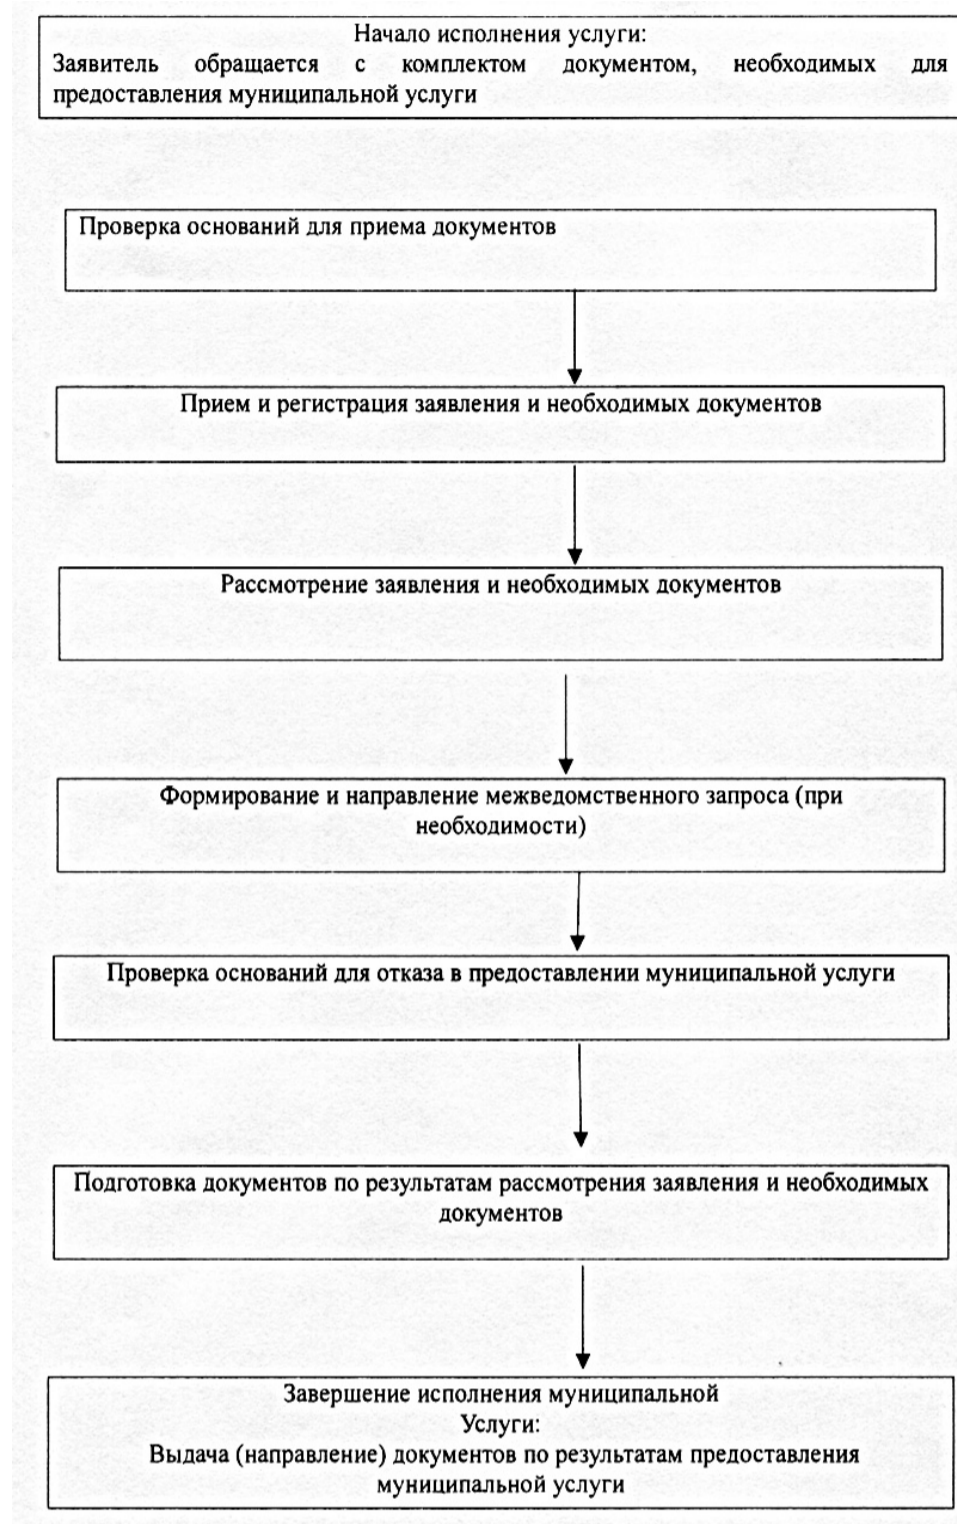 Начало исполнения услуги:
Заявитель обращается с комплектом документом, необходимых для
предоставления муниципальной услуги
Проверка оснований для приема документов
Прием и регистрация заявления и необходимых документов
Рассмотрение заявления и необходимых документов
Формирование и направление межведомственного запроса (при
необходимости)
Проверка оснований для отказа в предоставлении муниципальной услуги
Подготовка документов по результатам рассмотрения заявления и необходимых
документов
Завершение исполнения муниципальной
Услуги:
Выдача (направление) документов по результатам предоставления
муниципальной услуги